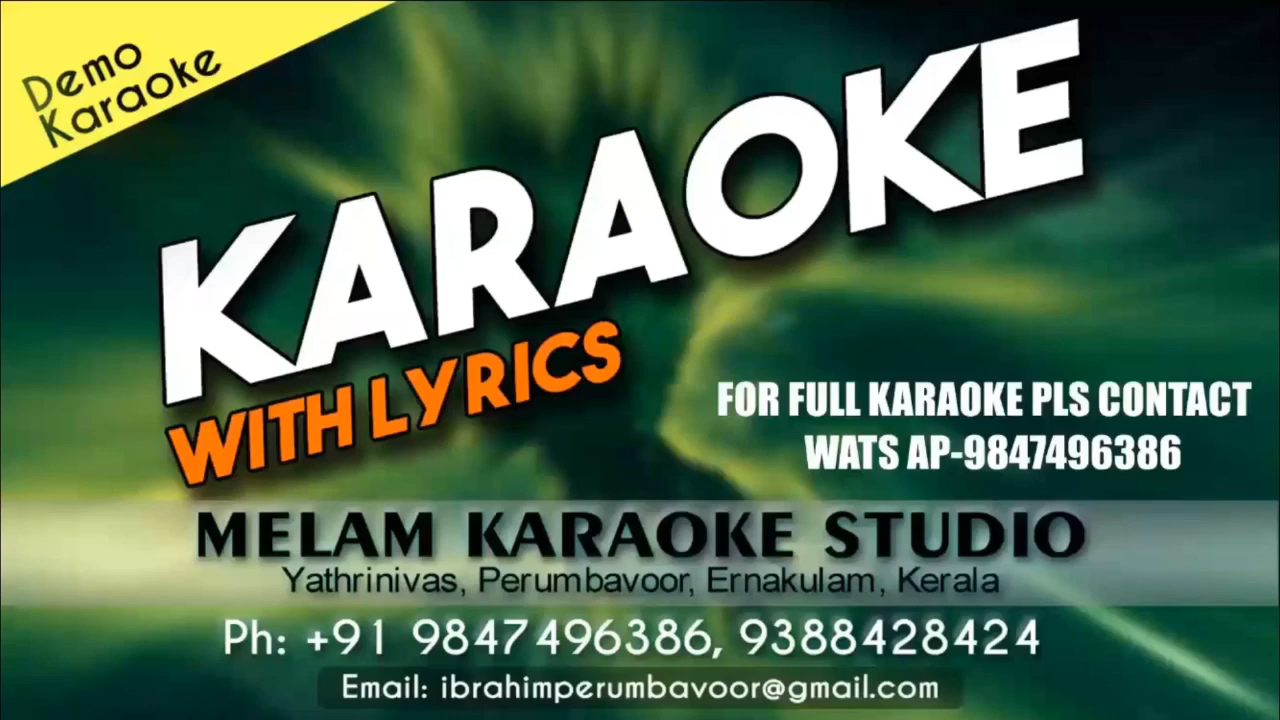 Demo
Karaoke
KARAOKE
WITH LYRICS
FOR FULL KARAOKE PLS CONTACT
WATS AP-9847496386
MELAM KARAOKE STUDIO
Yathrinivas, Perumbavoor, Ernakulam, Kerala
Ph: +91 9847496386, 9388428424
Email: ibrahimperumbavoor@gmail.com